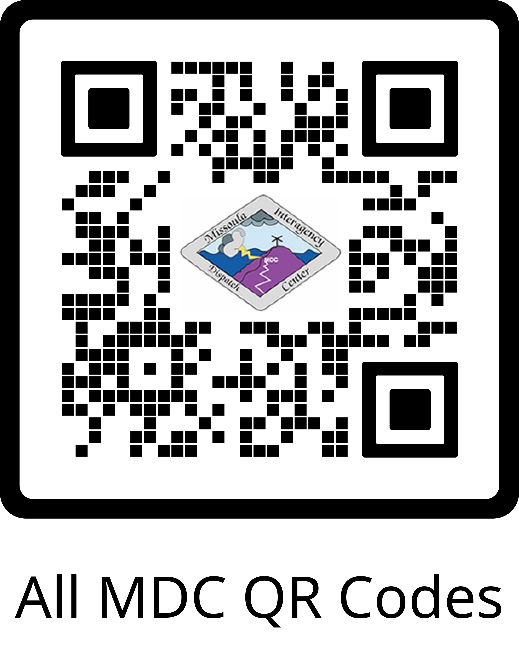 Missoula Interagency
MDC
Dispatch Center
All MDC QR Codes